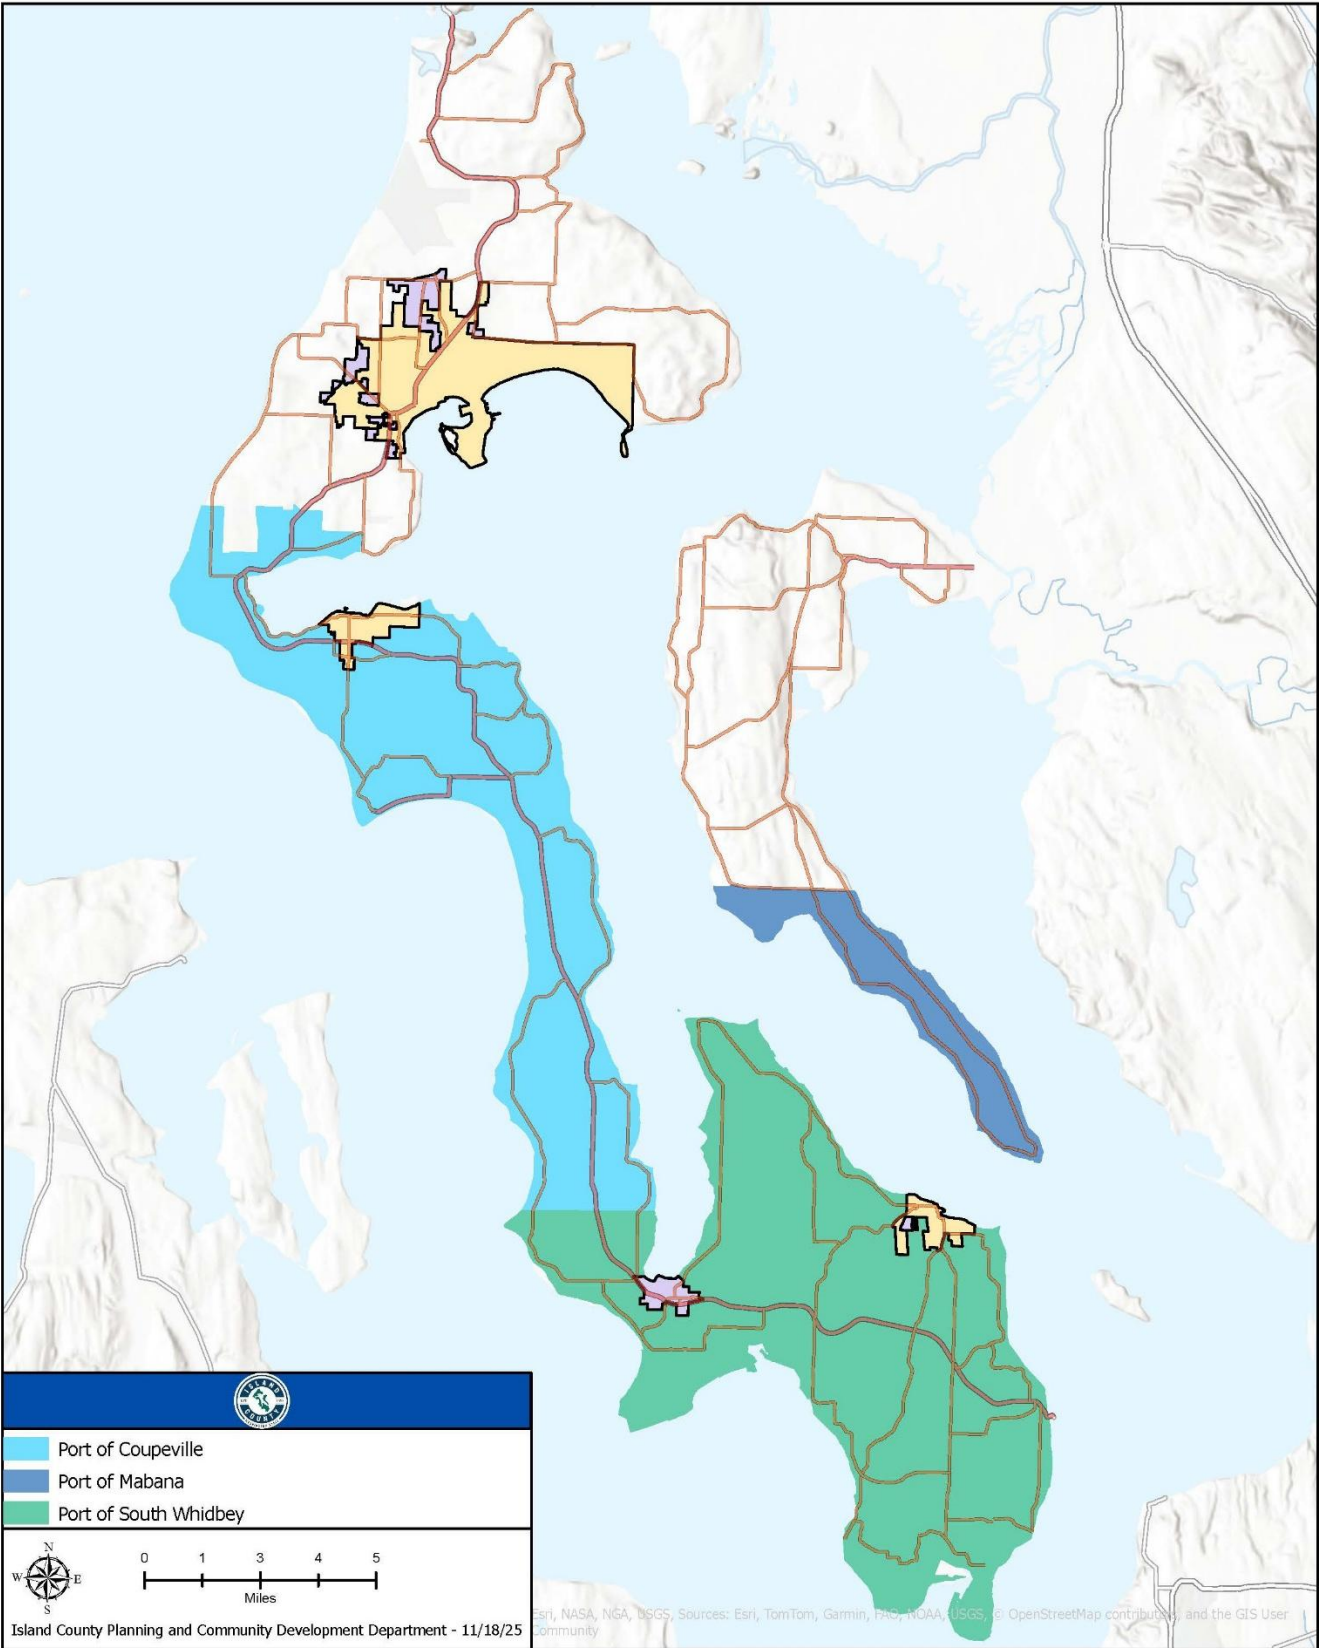 ISLAND
COUNTY
Port of Coupeville
Port of Mabana
Port of South Whidbey
N
W
E
S
0 1 3 4 5
Miles
Island County Planning and Community Development Department - 11/18/25
Esri, NASA, NGA, USGS, Sources: Esri, TomTom, Garmin, FAO, NOAA, USGS, © OpenStreetMap contributors, and the GIS User
Community